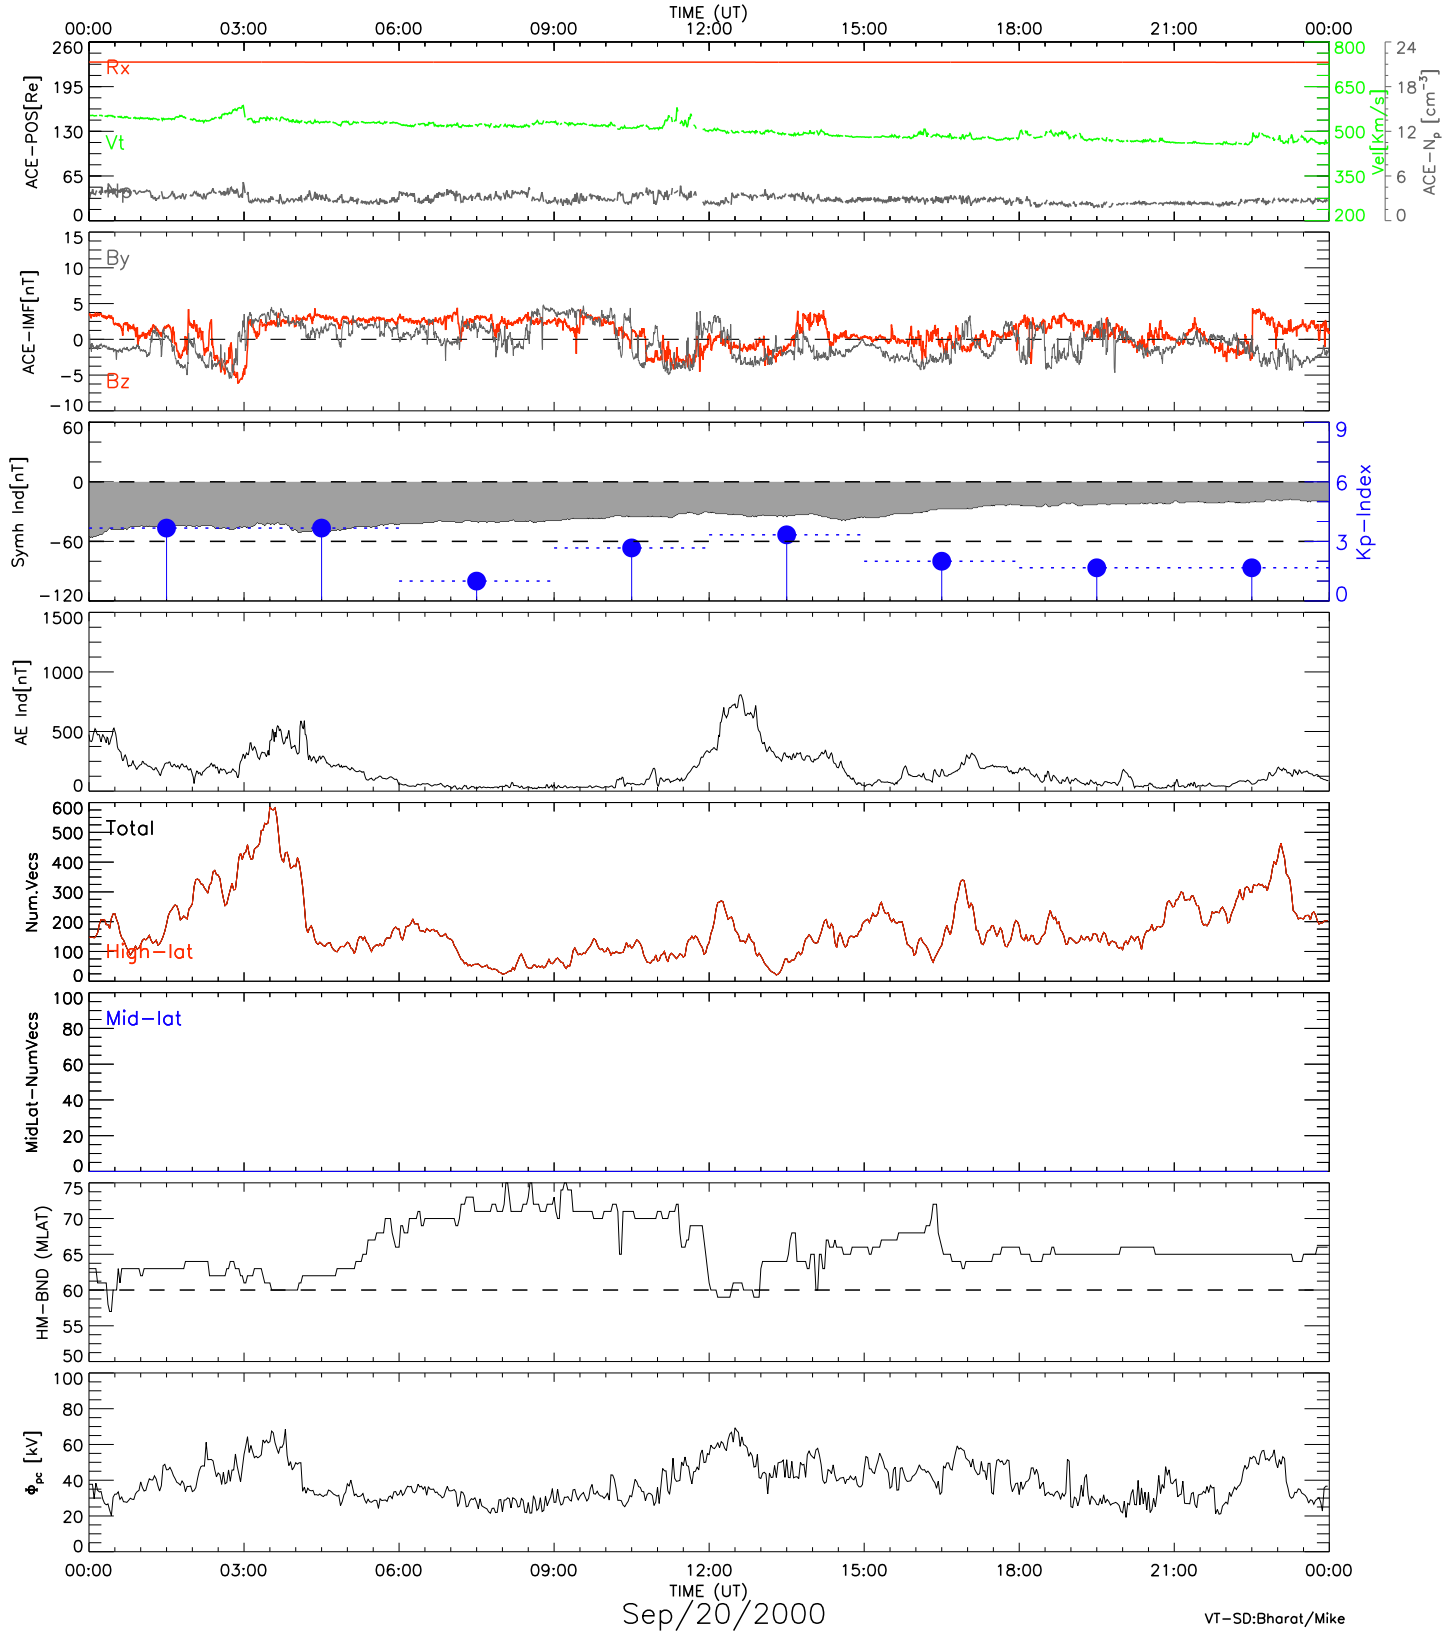 TIME (UT)
00:00 03:00 06:00 09:00 12:00 15:00 18:00 21:00 00:00
260
195
130
65
0
ACE-POS[Re]
Rx
Vt
Np
800
650
500
350
200
Vel[Km/s]
24
18
12
6
0
ACE-Np [cm-3]
15
10
5
0
-5
-10
ACE-IMF[nT]
By
Bz
60
0
-60
-120
Symh Ind[nT]
9
6
3
0
Kp-Index
1500
1000
500
0
AE Ind[nT]
600
500
400
300
200
100
0
Num.Vecs
Total
High-lat
100
80
60
40
20
0
MidLat-NumVecs
Mid-lat
75
70
65
60
55
50
HM-BND (MLAT)
100
80
60
40
20
0
Φpc [kV]
00:00 03:00 06:00 09:00 12:00 15:00 18:00 21:00 00:00
TIME (UT)
Sep/20/2000
VT-SD:Bharat/Mike